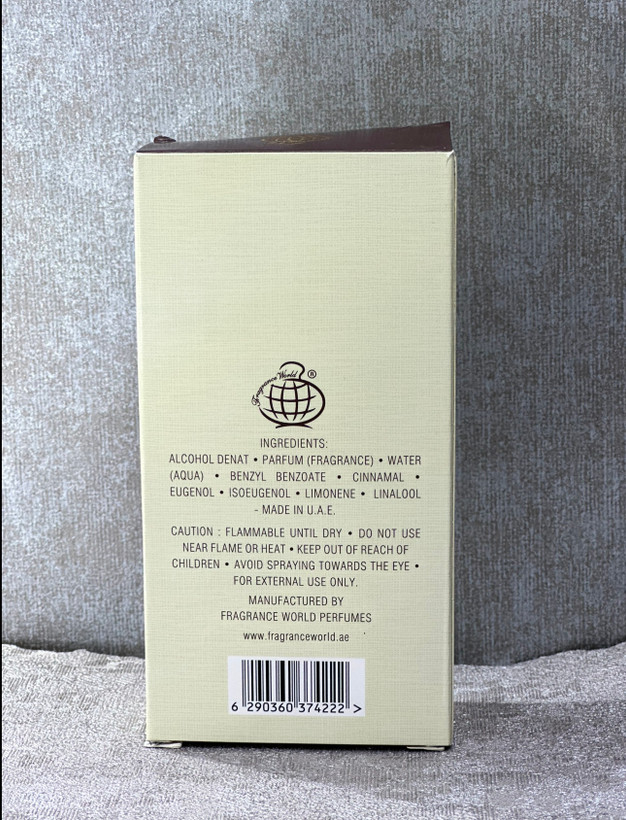 Fragrance World ®
INGREDIENTS:
ALCOHOL DENAT • PARFUM (FRAGRANCE) • WATER
(AQUA) • BENZYL BENZOATE • CINNAMAL •
EUGENOL • ISOEUGENOL • LIMONENE • LINALOOL
- MADE IN U.A.E.
CAUTION : FLAMMABLE UNTIL DRY • DO NOT USE
NEAR FLAME OR HEAT • KEEP OUT OF REACH OF
CHILDREN • AVOID SPRAYING TOWARDS THE EYE •
FOR EXTERNAL USE ONLY.
MANUFACTURED BY
FRAGRANCE WORLD PERFUMES
www.fragranceworld.ae
6 290360 374222 >